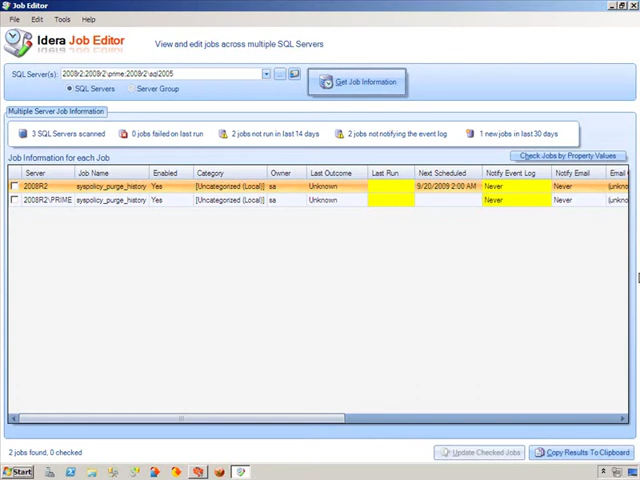 Job Editor
File Edit Tools Help
Idera Job Editor
View and edit jobs across multiple SQL Servers
SQL Server(s): 2008r2;2008r2\prime;2008r2\sql2005
Get Job Information
SQL Servers Server Group
Multiple Server Job Information
3 SQL Servers scanned 0 jobs failed on last run 2 jobs not run in last 14 days 2 jobs not notifying the event log 1 new jobs in last 30 days
Job Information for each Job
Check Jobs by Property Values
Server Job Name Enabled Category Owner Last Outcome Last Run Next Scheduled Notify Event Log Notify Email Email O
2008R2 syspolicy_purge_history Yes [Uncategorized (Local)] sa Unknown 9/20/2009 2:00 AM Never Never (unkno
2008R2\PRIME syspolicy_purge_history Yes [Uncategorized (Local)] sa Unknown Never Never (unkno
2 jobs found, 0 checked
Update Checked Jobs Copy Results To Clipboard
Start